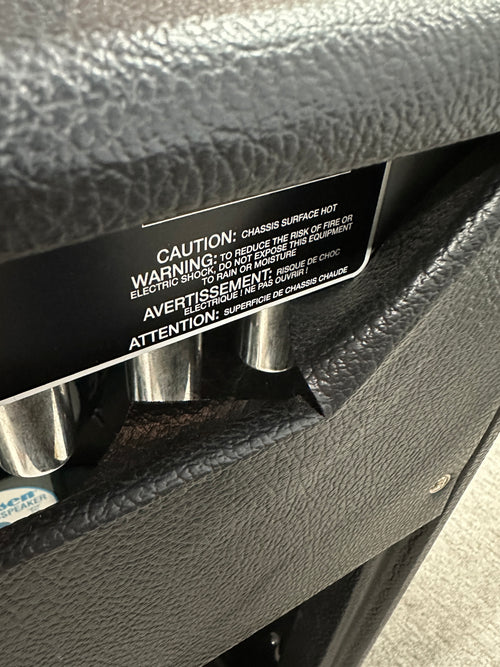 CAUTION: CHASSIS SURFACE HOT
WARNING: TO REDUCE THE RISK OF FIRE OR
ELECTRIC SHOCK, DO NOT EXPOSE THIS EQUIPMENT
TO RAIN OR MOISTURE
AVERTISSEMENT: RISQUE DE CHOC
ELECTRIQUE ! NE PAS OUVRIR !
ATTENTION: SUPERFICIE DE CHASSIS CHAUDE
SPEAKER